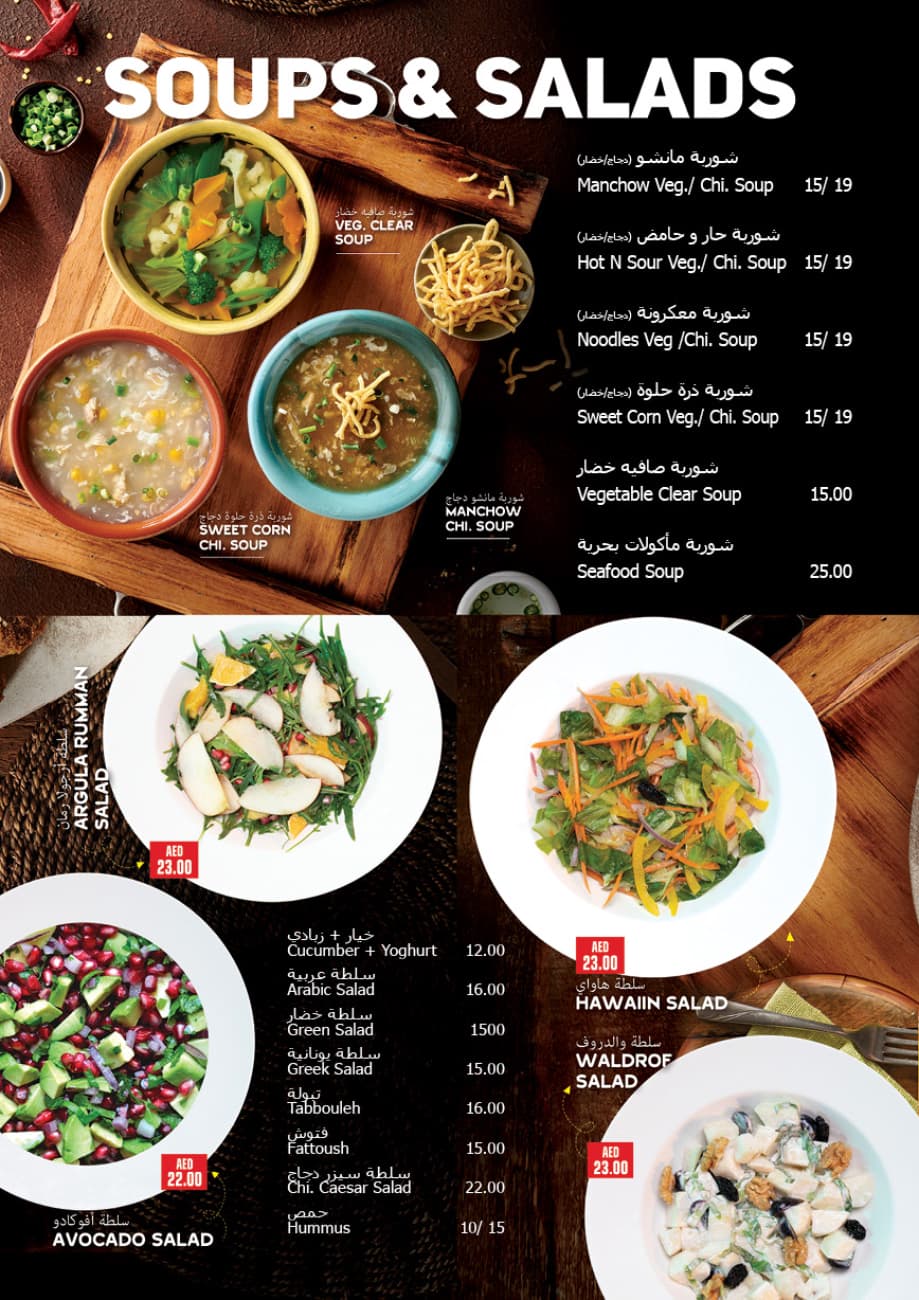 SOUPS & SALADS
شوربة مانشو (دجاج/خضار)
Manchow Veg./ Chi. Soup 15/ 19
شوربة حار و حامض (دجاج/خضار)
Hot N Sour Veg./ Chi. Soup 15/ 19
شوربة معكرونة (دجاج/خضار)
Noodles Veg /Chi. Soup 15/ 19
شوربة ذرة حلوة (دجاج/خضار)
Sweet Corn Veg./ Chi. Soup 15/ 19
شوربة صافيه خضار
Vegetable Clear Soup 15.00
شوربة مأكولات بحرية
Seafood Soup 25.00
شوربة صافيه خضار
VEG. CLEAR
SOUP
شوربة ذرة حلوة دجاج
SWEET CORN
CHI. SOUP
شوربة مانشو دجاج
MANCHOW
CHI. SOUP
سلطة أرجولا رمان
ARGULA RUMMAN
SALAD
AED
23.00
AED
23.00
سلطة هاواي
HAWAIIN SALAD
خيار + زبادي
Cucumber + Yoghurt 12.00
سلطة عربية
Arabic Salad 16.00
سلطة خضار
Green Salad 1500
سلطة يونانية
Greek Salad 15.00
تبولة
Tabbouleh 16.00
فتوش
Fattoush 15.00
سلطة سيزر دجاج
Chi. Caesar Salad 22.00
حمص
Hummus 10/ 15
سلطة والدروف
WALDROF
SALAD
AED
23.00
AED
22.00
سلطة أفوكادو
AVOCADO SALAD